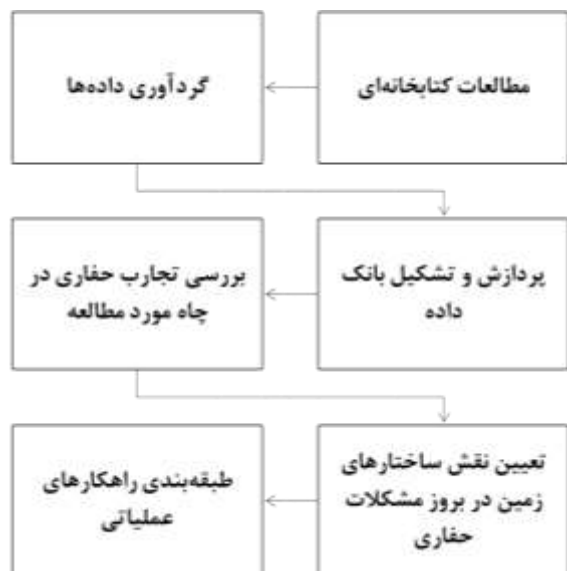 مطالعات کتابخانه‌ای
گردآوری داده‌ها
پردازش و تشکیل بانک
داده
بررسی تجارب حفاری در
چاه مورد مطالعه
تعیین نقش ساختارهای
زمین در بروز مشکلات
حفاری
طبقه‌بندی راهکارهای
عملیاتی